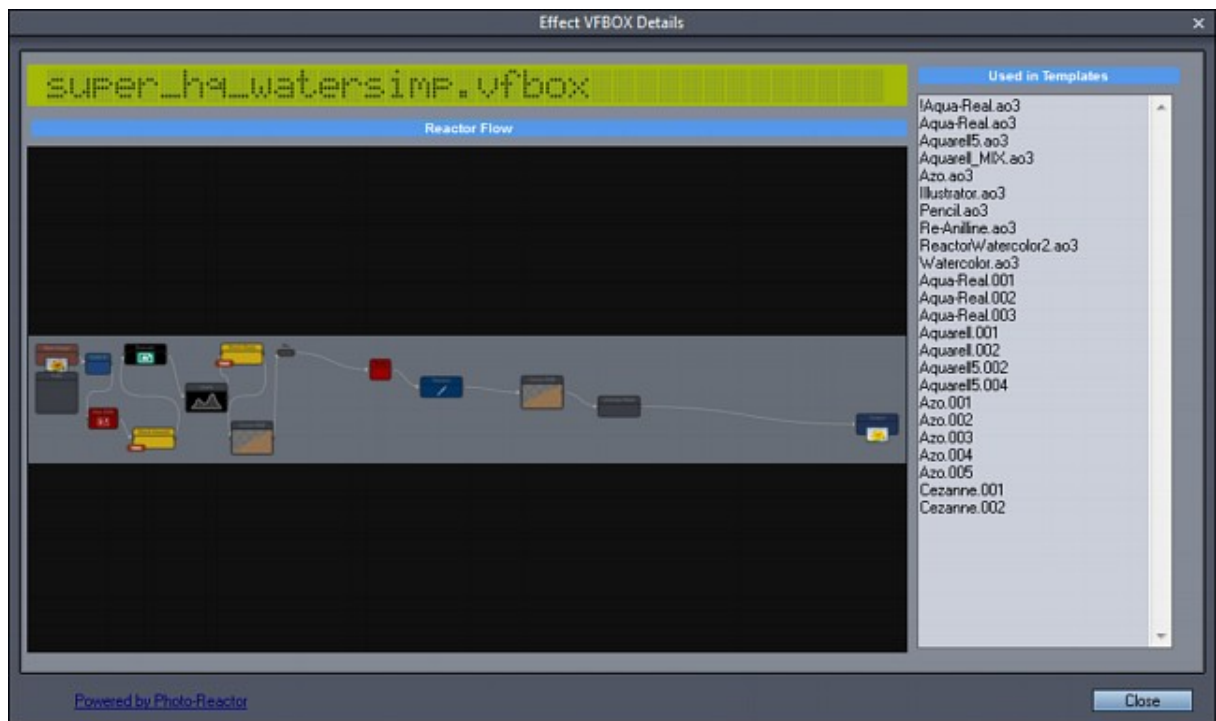 Effect VFBOX Details
super_hq_watersimp.vfbox
Reactor Flow
Used in Templates
!Aqua-Real.ao3
Aqua-Real.ao3
Aquarell5.ao3
Aquarell_MIX.ao3
Azo.ao3
Illustrator.ao3
Pencil.ao3
Re-Anilline.ao3
ReactorWatercolor2.ao3
Watercolor.ao3
Aqua-Real.001
Aqua-Real.002
Aqua-Real.003
Aquarell.001
Aquarell.002
Aquarell5.002
Aquarell5.004
Azo.001
Azo.002
Azo.003
Azo.004
Azo.005
Cezanne.001
Cezanne.002
Powered by Photo-Reactor
Close